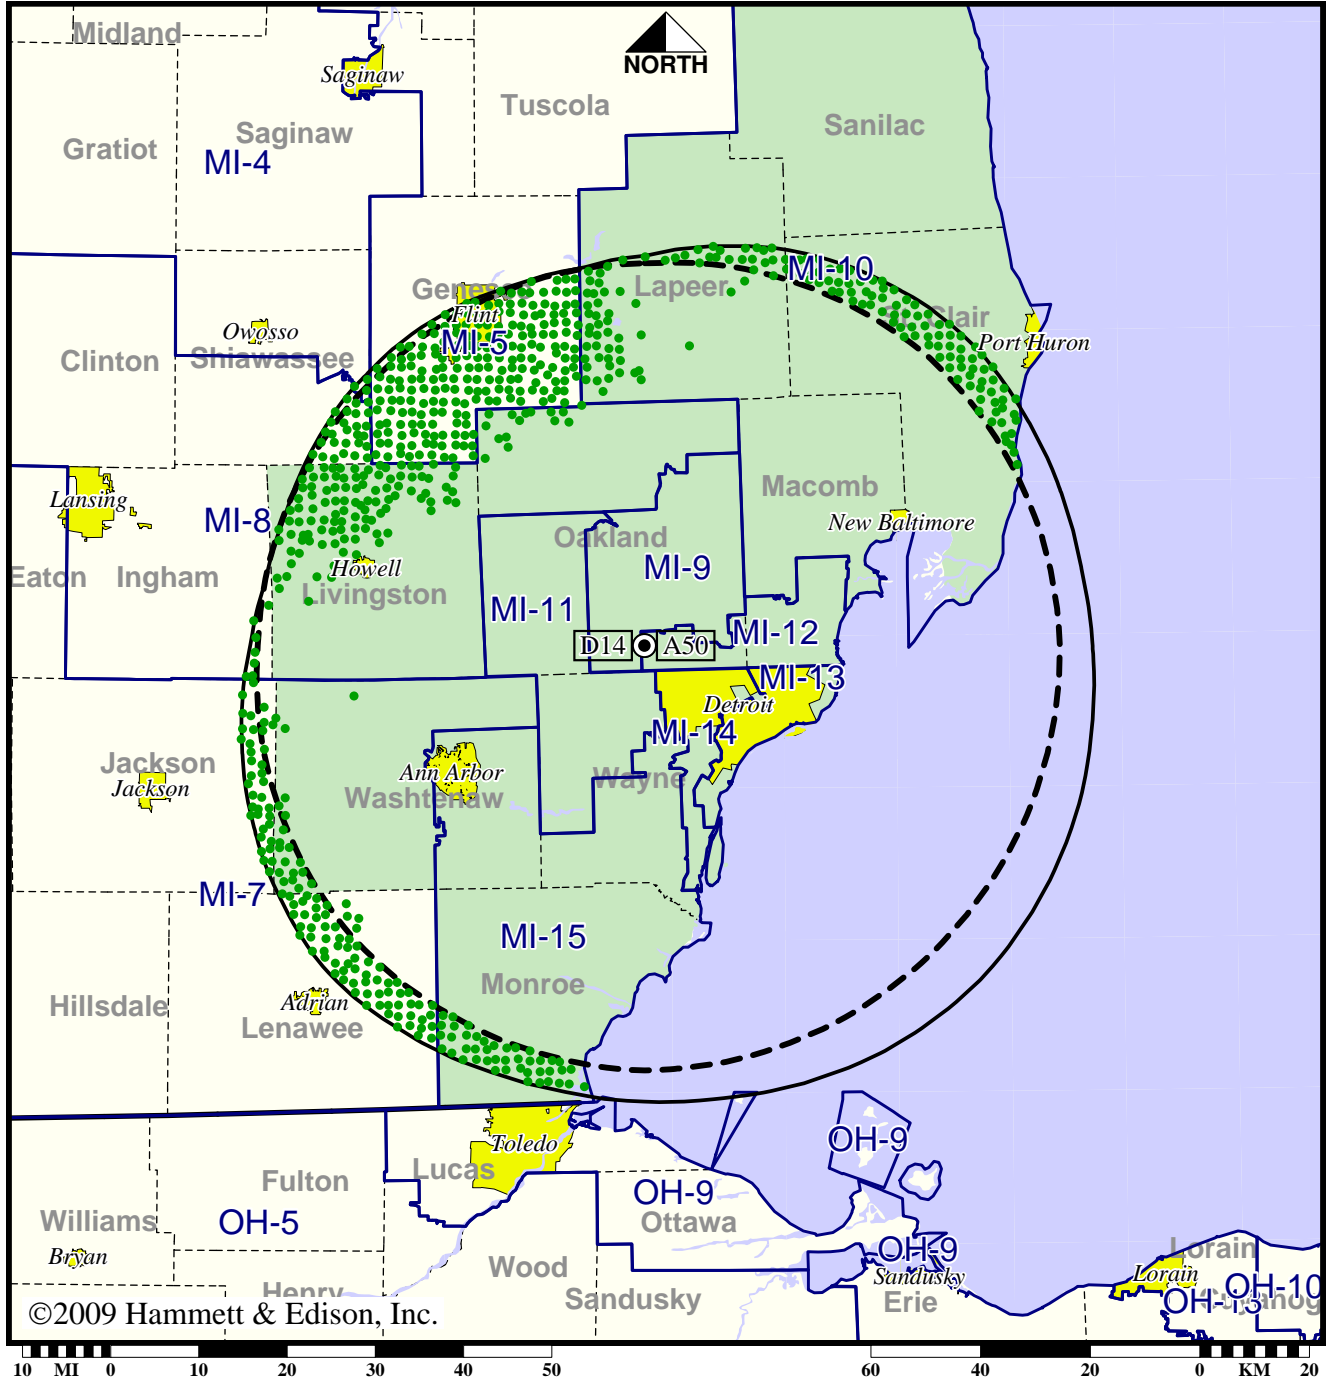 Midland
Saginaw
NORTH
Tuscola
Saginaw
Sanilac
Gratiot
MI-4
MI-10
Genes
Lapeer
Flint
St. Clair
Owosso
MI-5
Port Huron
Clinton
Shiawassee
Macomb
Lansing
MI-8
New Baltimore
Oakland
Howell
MI-9
Eaton
Ingham
Livingston
MI-11
MI-12
D14
A50
MI-13
Detroit
MI-14
Jackson
Ann Arbor
Wayne
Jackson
Washtenaw
MI-7
MI-15
Monroe
Hillsdale
Adrian
Lenawee
OH-9
Toledo
Lucas
Fulton
OH-9
Williams
OH-5
Ottawa
Bryan
OH-9
Lorain
Wood
Sandusky
Lorain
Henry
Sandusky
Erie
OH-10
OH-13
©2009 Hammett & Edison, Inc.
10 MI 0 10 20 30 40 50 60 40 20 0 KM 20